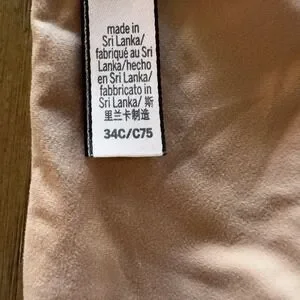 made in
Sri Lanka/
fabriqué au Sri
Lanka/hecho
en Sri Lanka/
fabbricato in
Sri Lanka/ 斯
里兰卡制造
34C/C75